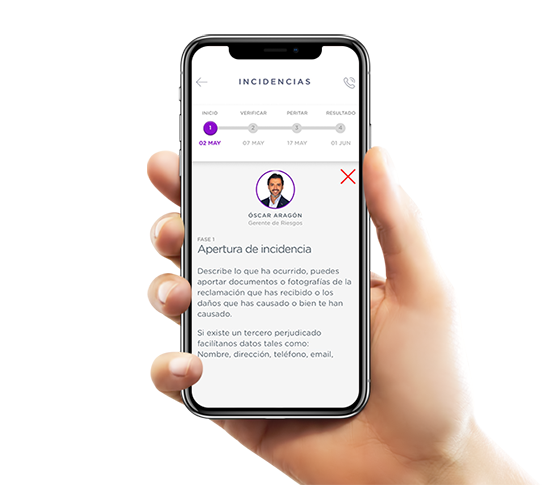 INCIDENCIAS
INICIO VERIFICAR PERITAR RESULTADO
1 2 3 4
02 MAY 07 MAY 17 MAY 01 JUN
ÓSCAR ARAGÓN
Gerente de Riesgos
FASE 1
Apertura de incidencia
Describe lo que ha ocurrido, puedes
aportar documentos o fotografías de la
reclamación que has recibido o los
daños que has causado o bien te han
causado.
Si existe un tercero perjudicado
facilítanos datos tales como:
Nombre, dirección, teléfono, email,